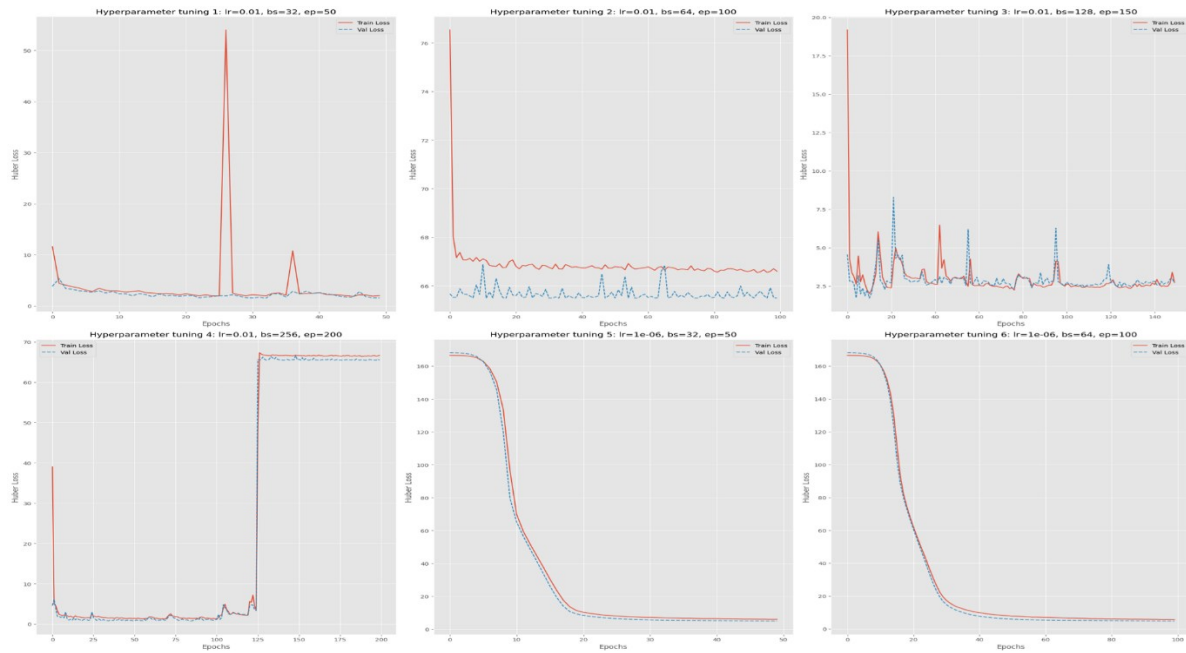 Hyperparameter tuning 1: lr=0.01, bs=32, ep=50
Train Loss
Val Loss
50
40
30
20
10
0
Huber Loss
0
10
20
30
40
50
Epochs
Hyperparameter tuning 2: lr=0.01, bs=64, ep=100
Train Loss
Val Loss
76
74
72
70
68
66
Huber Loss
0
20
40
60
80
100
Epochs
Hyperparameter tuning 3: lr=0.01, bs=128, ep=150
Train Loss
Val Loss
20.0
17.5
15.0
12.5
10.0
7.5
5.0
2.5
Huber Loss
0
20
40
60
80
100
120
140
Epochs
Hyperparameter tuning 4: lr=0.01, bs=256, ep=200
Train Loss
Val Loss
70
60
50
40
30
20
10
0
Huber Loss
0
25
50
75
100
125
150
175
200
Epochs
Hyperparameter tuning 5: lr=1e-06, bs=32, ep=50
Train Loss
Val Loss
160
140
120
100
80
60
40
20
0
Huber Loss
0
10
20
30
40
50
Epochs
Hyperparameter tuning 6: lr=1e-06, bs=64, ep=100
Train Loss
Val Loss
160
140
120
100
80
60
40
20
0
Huber Loss
0
20
40
60
80
100
Epochs